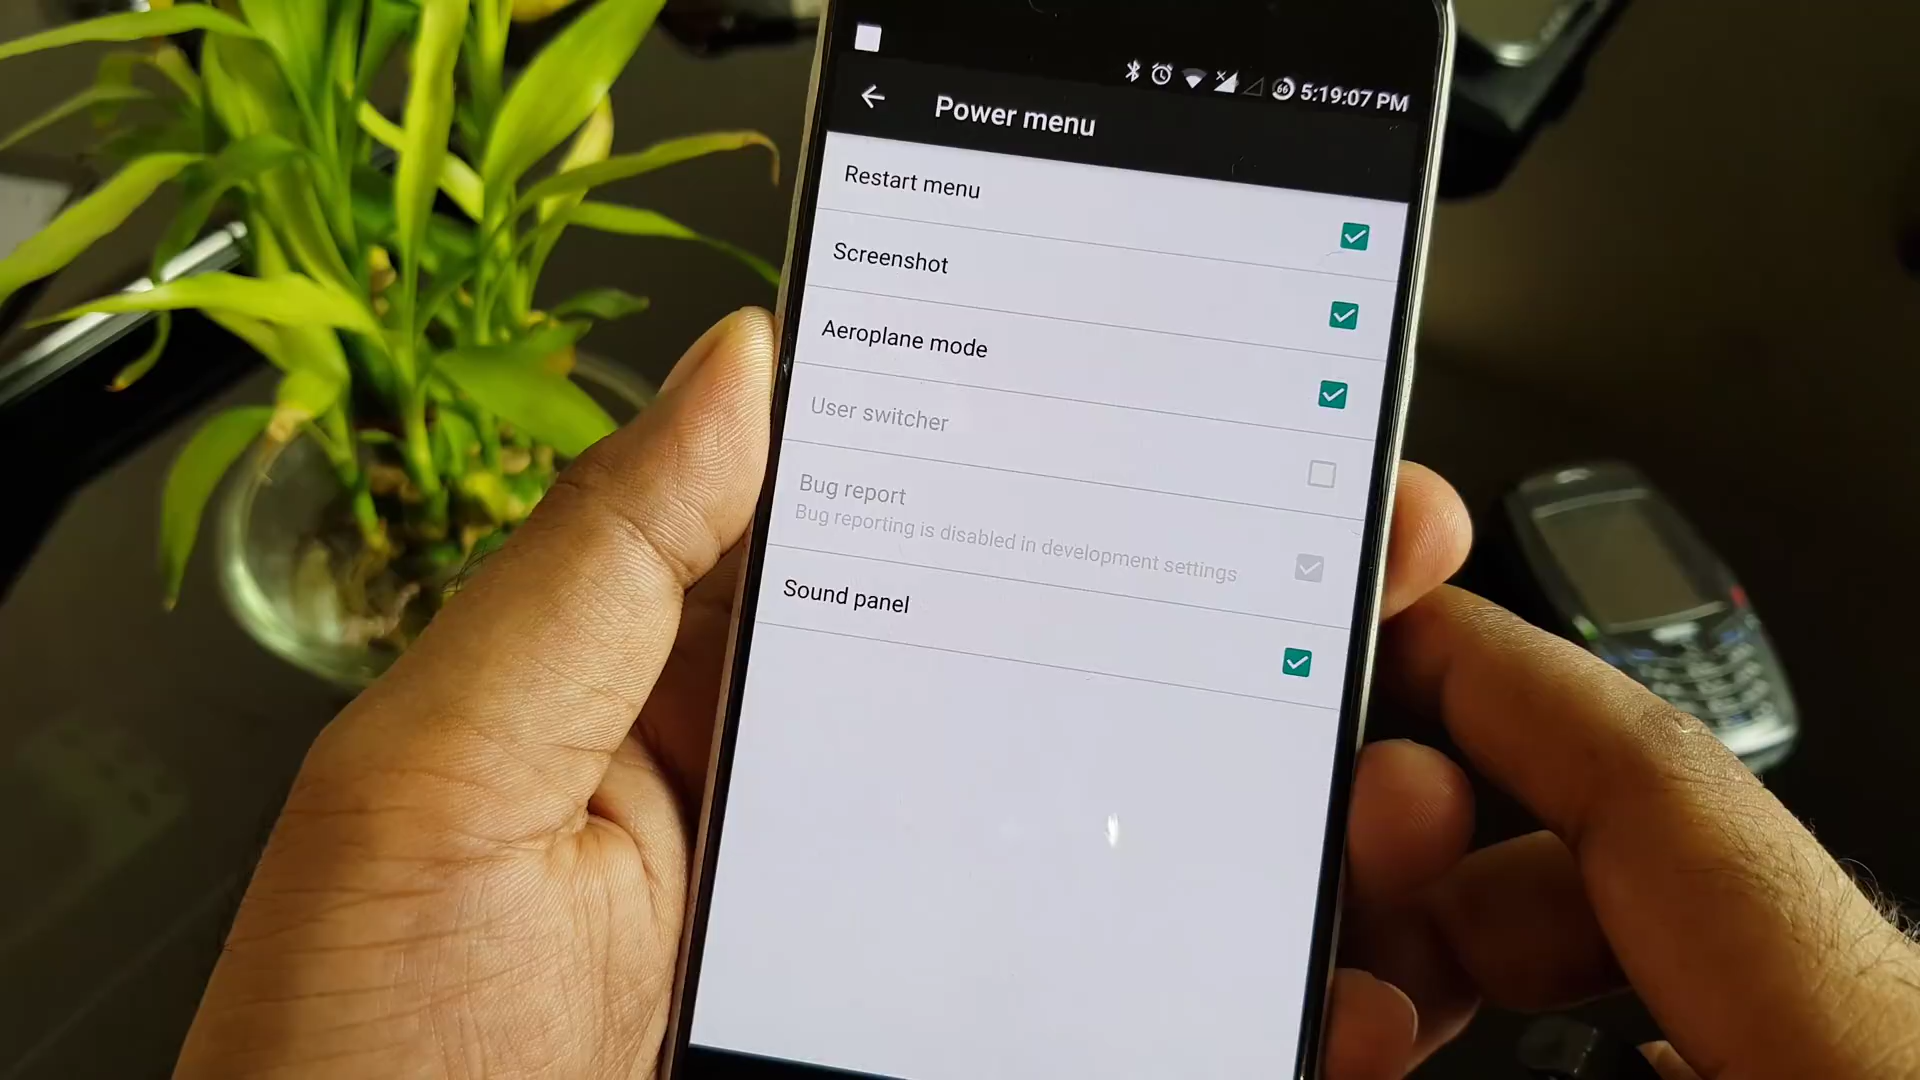 66 5:19:07 PM
Power menu
Restart menu
Screenshot
Aeroplane mode
User switcher
Bug report
Bug reporting is disabled in development settings
Sound panel